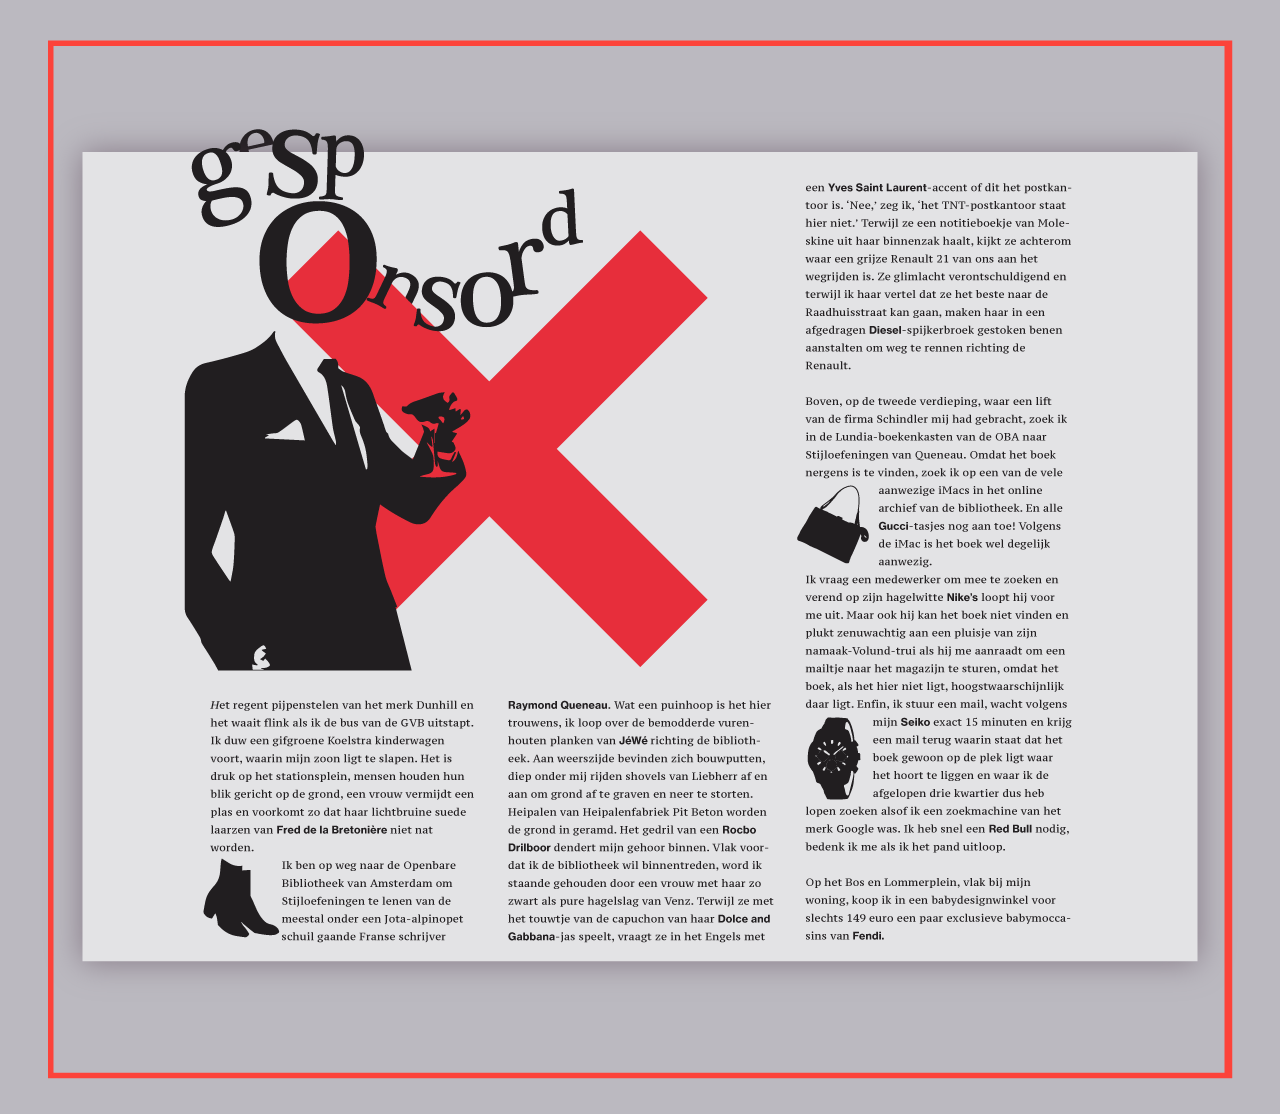 gesp
Onsord
Het regent pijpenstelen van het merk Dunhill en
het waait flink als ik de bus van de GVB uitstapt.
Ik duw een gifgroene Koelstra kinderwagen
voort, waarin mijn zoon ligt te slapen. Het is
druk op het stationsplein, mensen houden hun
blik gericht op de grond, een vrouw vermijdt een
plas en voorkomt zo dat haar lichtbruine suede
laarzen van Fred de la Bretonière niet nat
worden.
Ik ben op weg naar de Openbare
Bibliotheek van Amsterdam om
Stijloefeningen te lenen van de
meestal onder een Jota-alpinopet
schuil gaande Franse schrijver
Raymond Queneau. Wat een puinhoop is het hier
trouwens, ik loop over de bemodderde vuren-
houten planken van JéWé richting de biblioth-
eek. Aan weerszijde bevinden zich bouwputten,
diep onder mij rijden shovels van Liebherr af en
aan om grond af te graven en neer te storten.
Heipalen van Heipalenfabriek Pit Beton worden
de grond in geramd. Het gedril van een Rocbo
Drilboor dendert mijn gehoor binnen. Vlak voor-
dat ik de bibliotheek wil binnentreden, word ik
staande gehouden door een vrouw met haar zo
zwart als pure hagelslag van Venz. Terwijl ze met
het touwtje van de capuchon van haar Dolce and
Gabbana-jas speelt, vraagt ze in het Engels met
een Yves Saint Laurent-accent of dit het postkan-
toor is. ‘Nee,’ zeg ik, ‘het TNT-postkantoor staat
hier niet.’ Terwijl ze een notitieboekje van Mole-
skine uit haar binnenzak haalt, kijkt ze achterom
waar een grijze Renault 21 van ons aan het
wegrijden is. Ze glimlacht verontschuldigend en
terwijl ik haar vertel dat ze het beste naar de
Raadhuisstraat kan gaan, maken haar in een
afgedragen Diesel-spijkerbroek gestoken benen
aanstalten om weg te rennen richting de
Renault.
Boven, op de tweede verdieping, waar een lift
van de firma Schindler mij had gebracht, zoek ik
in de Lundia-boekenkasten van de OBA naar
Stijloefeningen van Queneau. Omdat het boek
nergens is te vinden, zoek ik op een van de vele
aanwezige iMacs in het online
archief van de bibliotheek. En alle
Gucci-tasjes nog aan toe! Volgens
de iMac is het boek wel degelijk
aanwezig.
Ik vraag een medewerker om mee te zoeken en
verend op zijn hagelwitte Nike's loopt hij voor
me uit. Maar ook hij kan het boek niet vinden en
plukt zenuwachtig aan een pluisje van zijn
namaak-Volund-trui als hij me aanraadt om een
mailtje naar het magazijn te sturen, omdat het
boek, als het hier niet ligt, hoogstwaarschijnlijk
daar ligt. Enfin, ik stuur een mail, wacht volgens
mijn Seiko exact 15 minuten en krijg
een mail terug waarin staat dat het
boek gewoon op de plek ligt waar
het hoort te liggen en waar ik de
afgelopen drie kwartier dus heb
lopen zoeken alsof ik een zoekmachine van het
merk Google was. Ik heb snel een Red Bull nodig,
bedenk ik me als ik het pand uitloop.
Op het Bos en Lommerplein, vlak bij mijn
woning, koop ik in een babydesignwinkel voor
slechts 149 euro een paar exclusieve babymocca-
sins van Fendi.